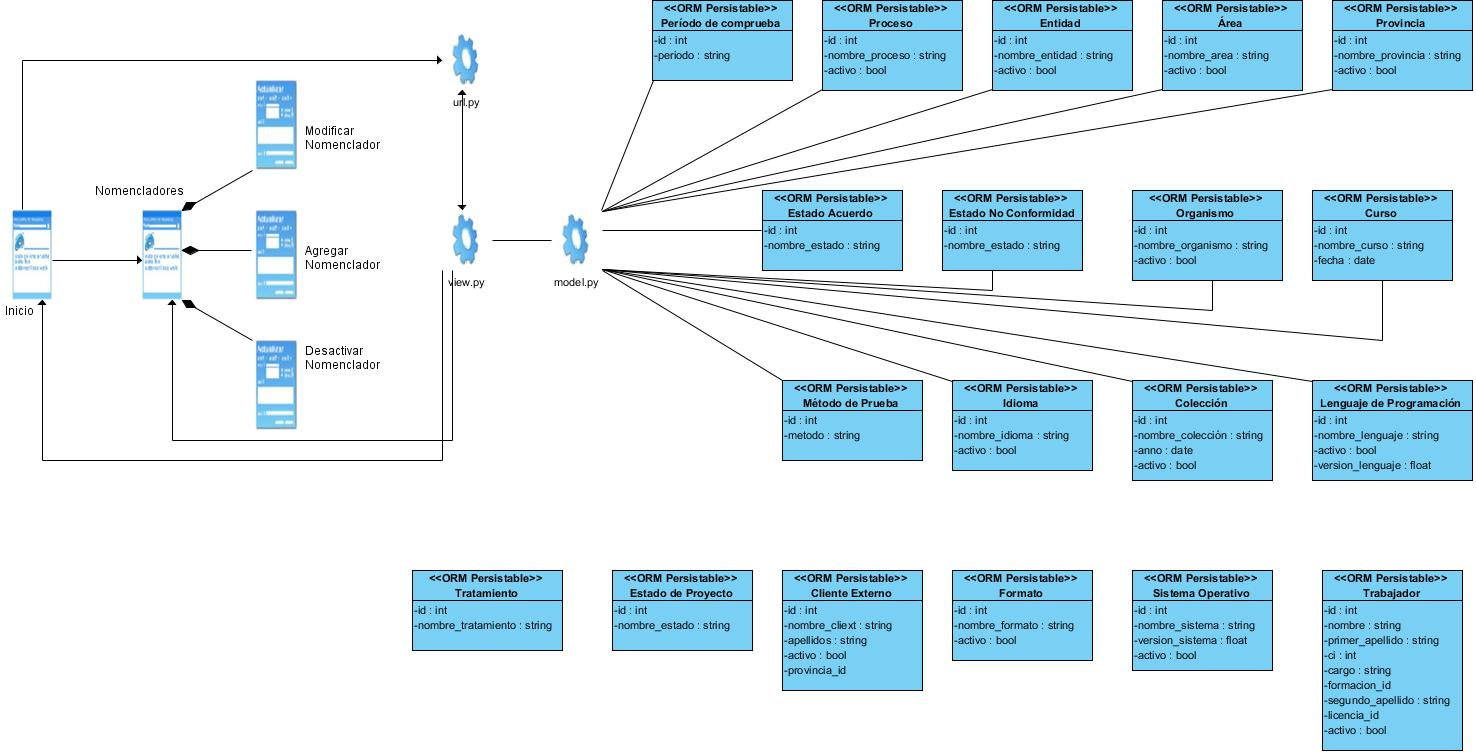 <<ORM Persistable>>
Período de comprueba
-id : int
-periodo : string
<<ORM Persistable>>
Proceso
-id : int
-nombre_proceso : string
-activo : bool
<<ORM Persistable>>
Entidad
-id : int
-nombre_entidad : string
-activo : bool
<<ORM Persistable>>
Área
-id : int
-nombre_area : string
-activo : bool
<<ORM Persistable>>
Provincia
-id : int
-nombre_provincia : string
-activo : bool
url.py
Actualizar
Modificar
Nomenclador
Nomencladores
Actualizar
Agregar
Nomenclador
Inicio
view.py
model.py
Actualizar
Desactivar
Nomenclador
<<ORM Persistable>>
Estado Acuerdo
-id : int
-nombre_estado : string
<<ORM Persistable>>
Estado No Conformidad
-id : int
-nombre_estado : string
<<ORM Persistable>>
Organismo
-id : int
-nombre_organismo : string
-activo : bool
<<ORM Persistable>>
Curso
-id : int
-nombre_curso : string
-fecha : date
<<ORM Persistable>>
Método de Prueba
-id : int
-metodo : string
<<ORM Persistable>>
Idioma
-id : int
-nombre_idioma : string
-activo : bool
<<ORM Persistable>>
Colección
-id : int
-nombre_colección : string
-anno : date
-activo : bool
<<ORM Persistable>>
Lenguaje de Programación
-id : int
-nombre_lenguaje : string
-activo : bool
-version_lenguaje : float
<<ORM Persistable>>
Tratamiento
-id : int
-nombre_tratamiento : string
<<ORM Persistable>>
Estado de Proyecto
-id : int
-nombre_estado : string
<<ORM Persistable>>
Cliente Externo
-id : int
-nombre_cliext : string
-apellidos : string
-activo : bool
-provincia_id
<<ORM Persistable>>
Formato
-id : int
-nombre_formato : string
-activo : bool
<<ORM Persistable>>
Sistema Operativo
-id : int
-nombre_sistema : string
-version_sistema : float
-activo : bool
<<ORM Persistable>>
Trabajador
-id : int
-nombre : string
-primer_apellido : string
-ci : int
-cargo : string
-formacion_id
-segundo_apellido : string
-licencia_id
-activo : bool